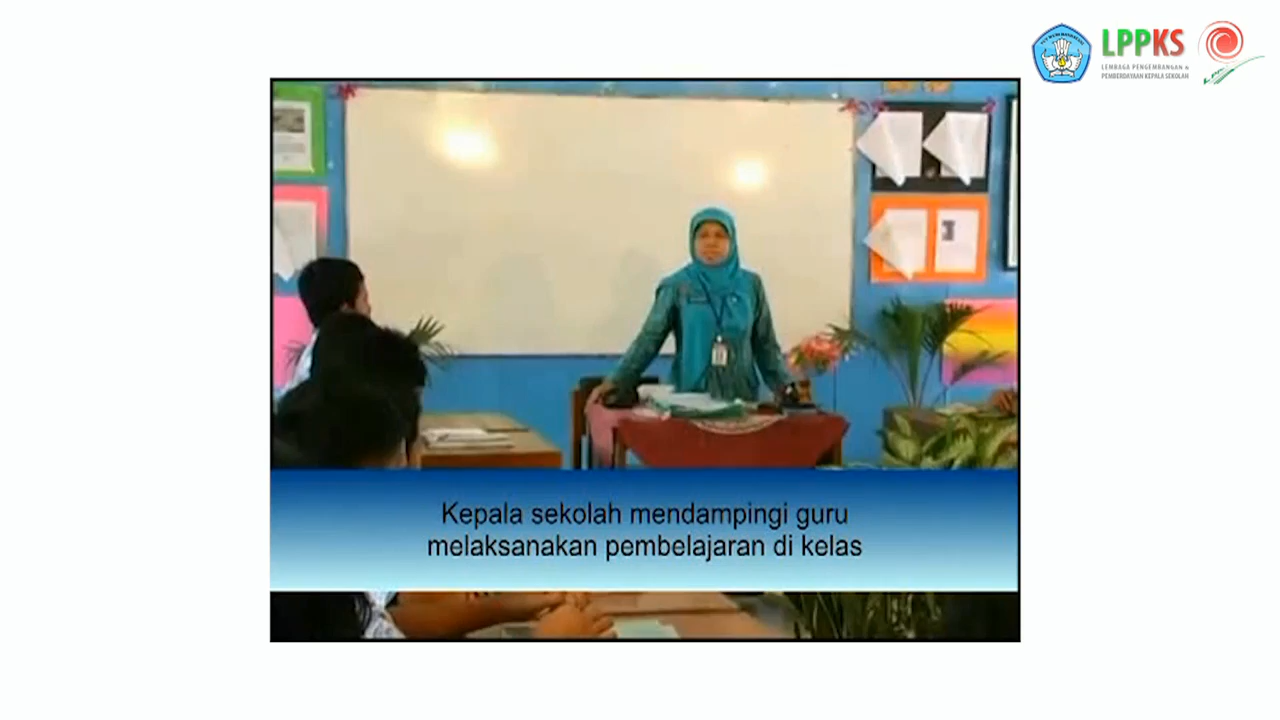 LPPKS
LEMBAGA PENGEMBANGAN &
PEMBERDAYAAN KEPALA SEKOLAH
Kepala sekolah mendampingi guru
melaksanakan pembelajaran di kelas